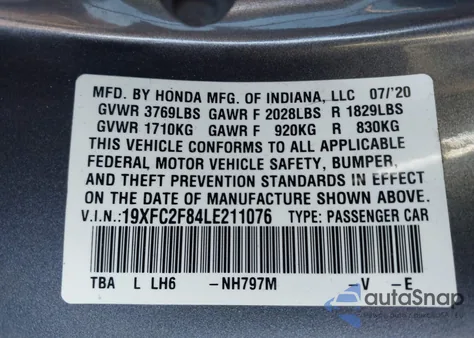 MFD. BY HONDA MFG. OF INDIANA, LLC 07/'20
GVWR 3769LBS GAWR F 2028LBS R 1829LBS
GVWR 1710KG GAWR F 920KG R 830KG
THIS VEHICLE CONFORMS TO ALL APPLICABLE
FEDERAL MOTOR VEHICLE SAFETY, BUMPER,
AND THEFT PREVENTION STANDARDS IN EFFECT
ON THE DATE OF MANUFACTURE SHOWN ABOVE.
V.I.N.: 19XFC2F84LE211076 TYPE: PASSENGER CAR
TBA L LH6 -NH797M -V -E
autoSnap